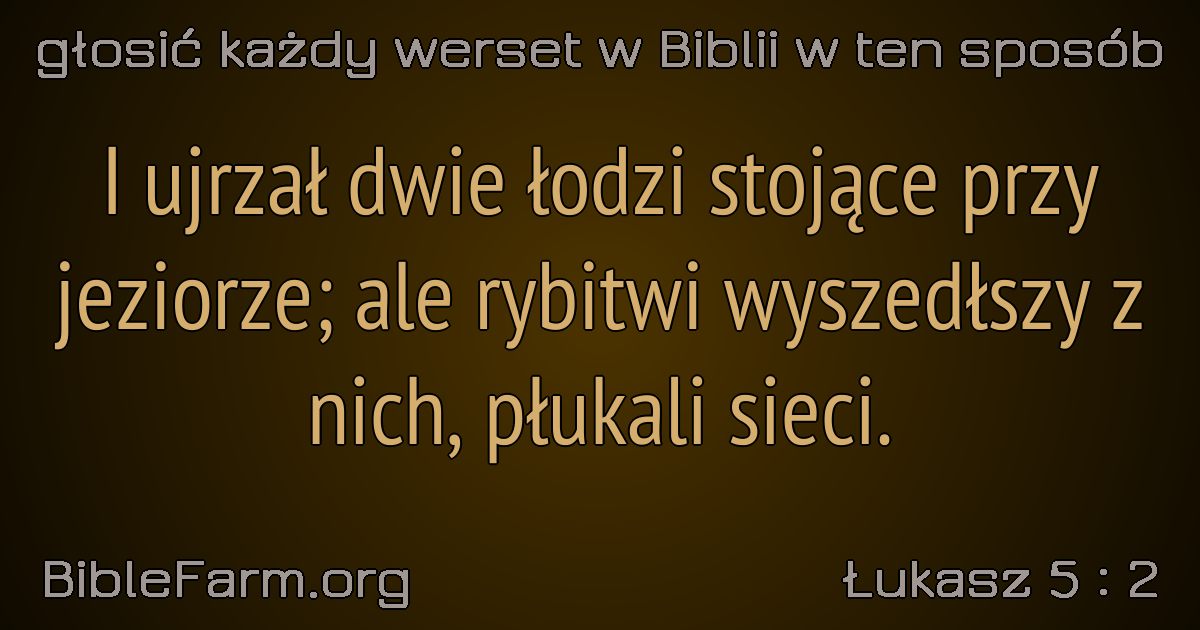 głosić każdy werset w Biblii w ten sposób
I ujrzał dwie łodzi stojące przy
jeziorze; ale rybitwi wyszedłszy z
nich, płukali sieci.
BibleFarm.org
Łukasz 5 : 2